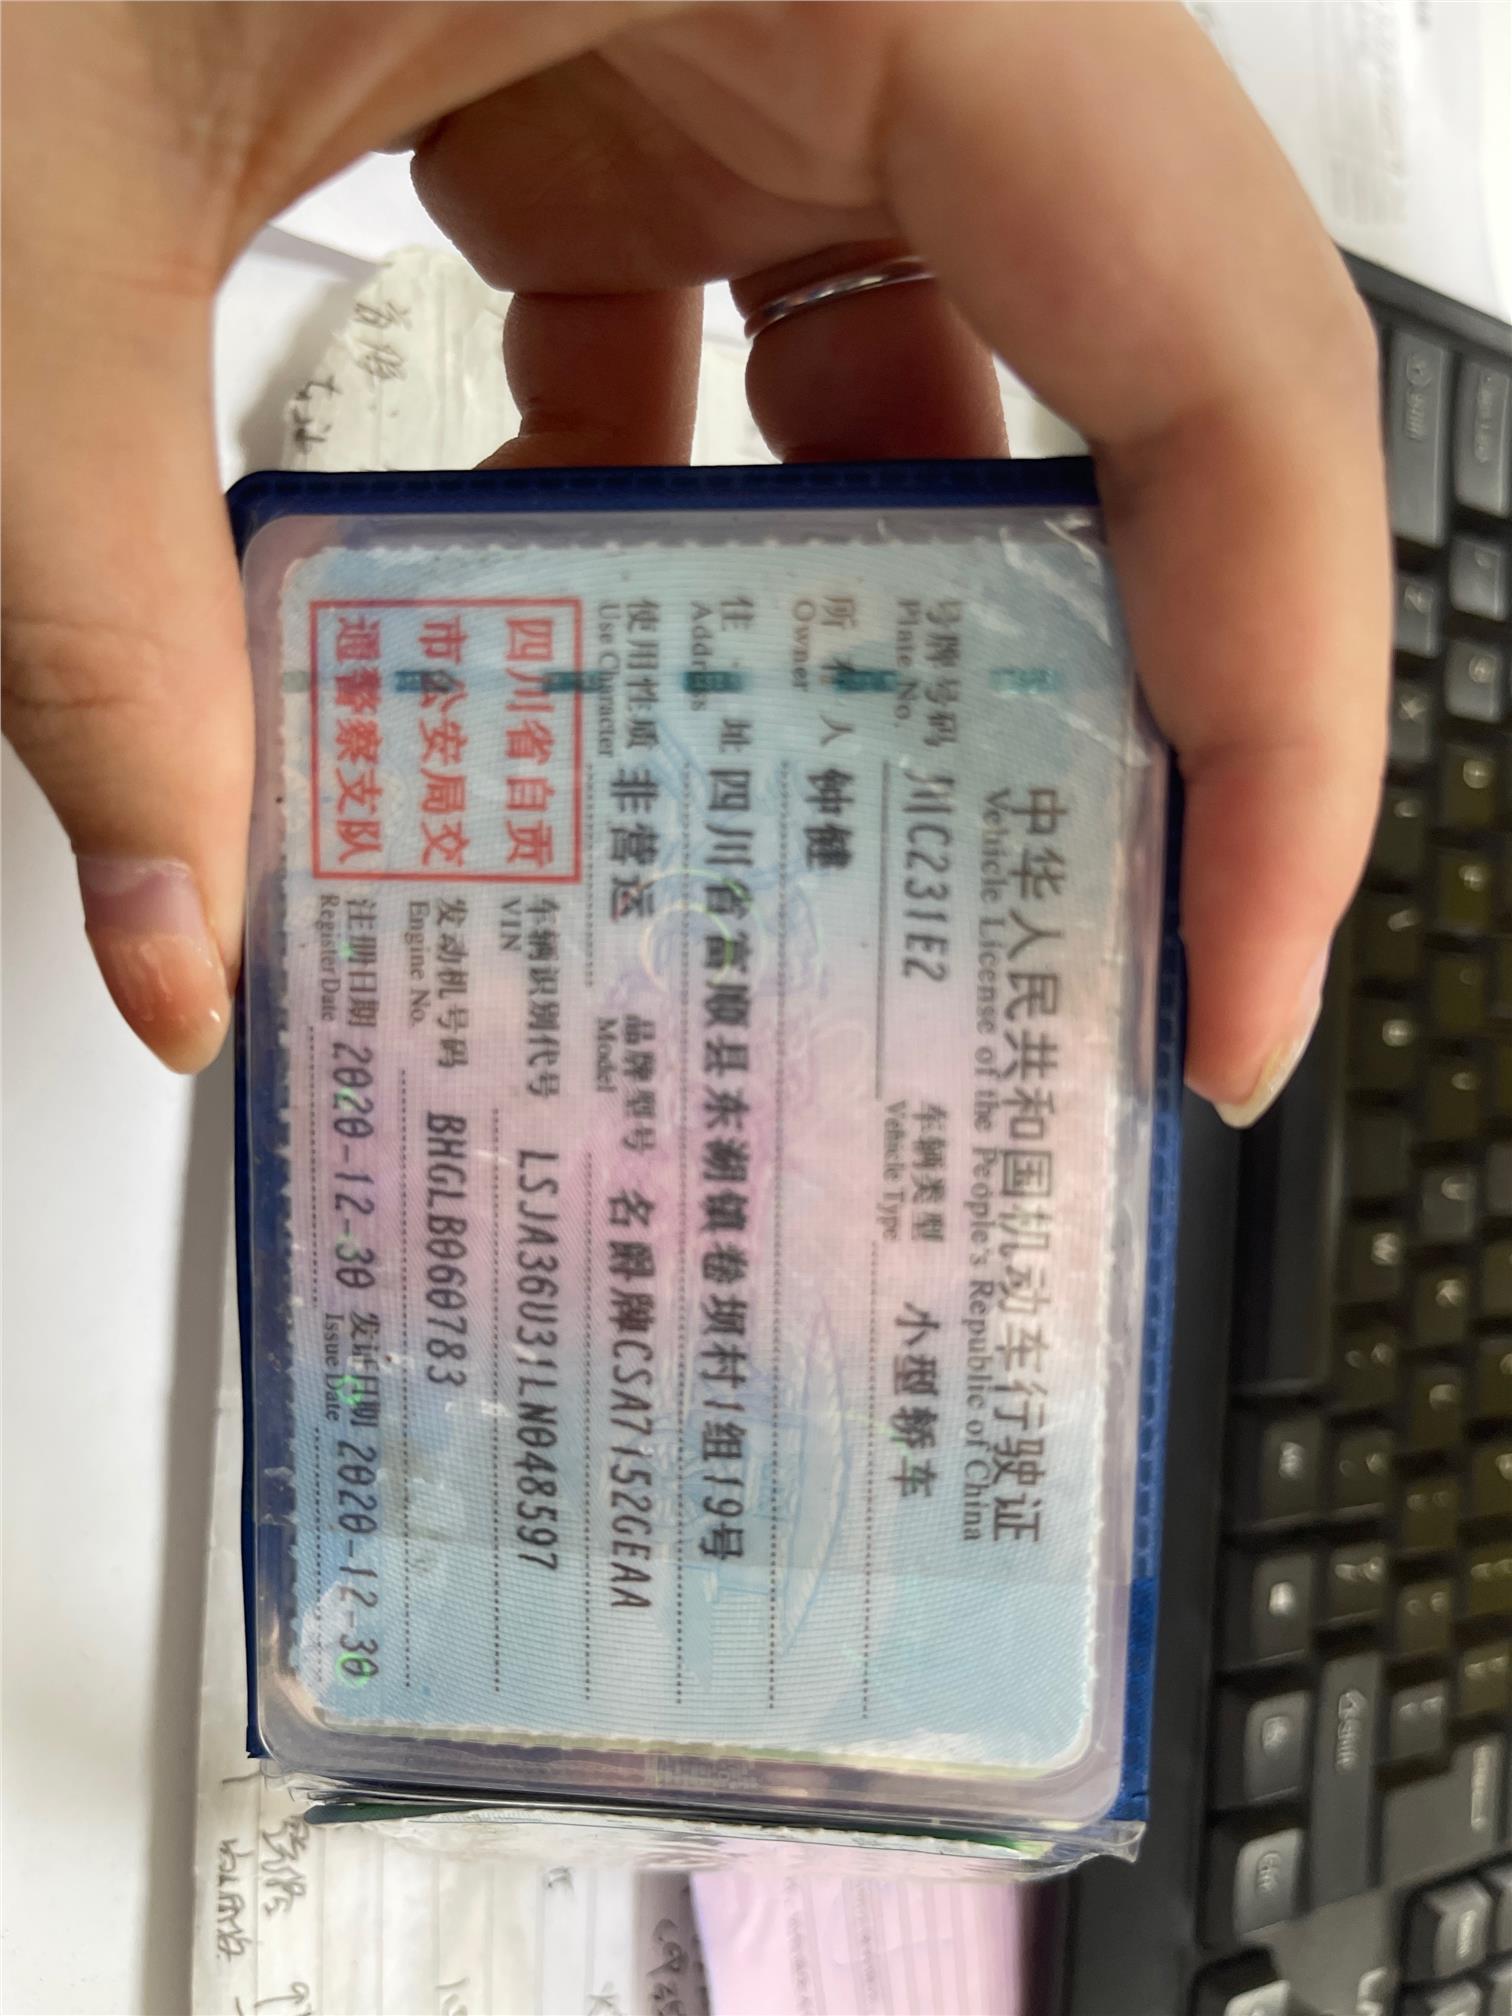 中华人民共和国机动车行驶证
Vehicle License of the People's Republic of China
号牌号码 川C231E2 车辆类型 小型轿车
Plate No. Vehicle Type
所有人 钟健
Owner
住址 四川省富顺县东湖镇卷坝村1组19号
Address
使用性质 非营运 品牌型号 名爵牌CSA7152GEAA
Use Character Model
四川省自贡
市公安局交
通警察支队
车辆识别代号 LSJA36U31LN048597
VIN
发动机号码 BHGLB060783
Engine No.
注册日期 2020-12-30 发证日期 2020-12-30
Register Date Issue Date